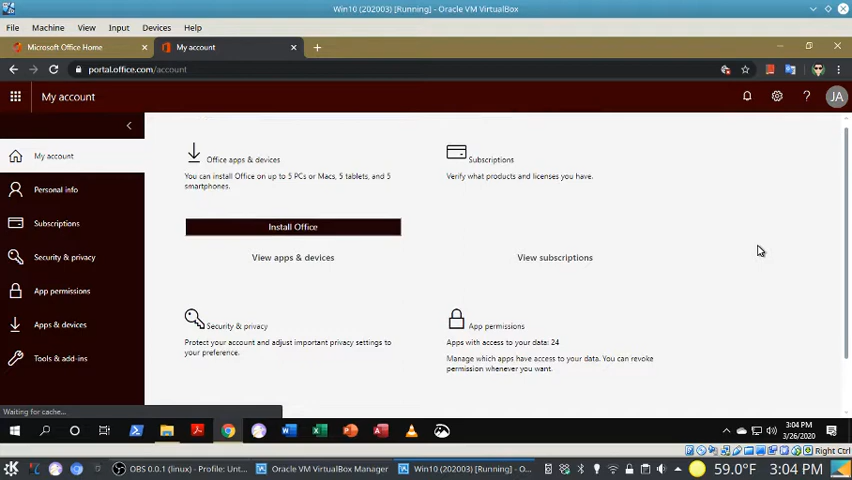 Win10 (202003) [Running] - Oracle VM VirtualBox
File Machine View Input Devices Help
Microsoft Office Home
My account
portal.office.com/account
My account
JA
Office apps & devices
You can install Office on up to 5 PCs or Macs, 5 tablets, and 5
smartphones.
Install Office
View apps & devices
Subscriptions
Verify what products and licenses you have.
View subscriptions
My account
Personal info
Subscriptions
Security & privacy
App permissions
Apps & devices
Tools & add-ins
Security & privacy
Protect your account and adjust important privacy settings to
your preference.
App permissions
Apps with access to your data: 24
Manage which apps have access to your data. You can revoke
permission whenever you want.
Waiting for cache...
3:04 PM
3/26/2020
Right Ctrl
OBS 0.0.1 (linux) - Profile: Unt...
Oracle VM VirtualBox Manager
Win10 (202003) [Running] - O...
59.0°F
3:04 PM